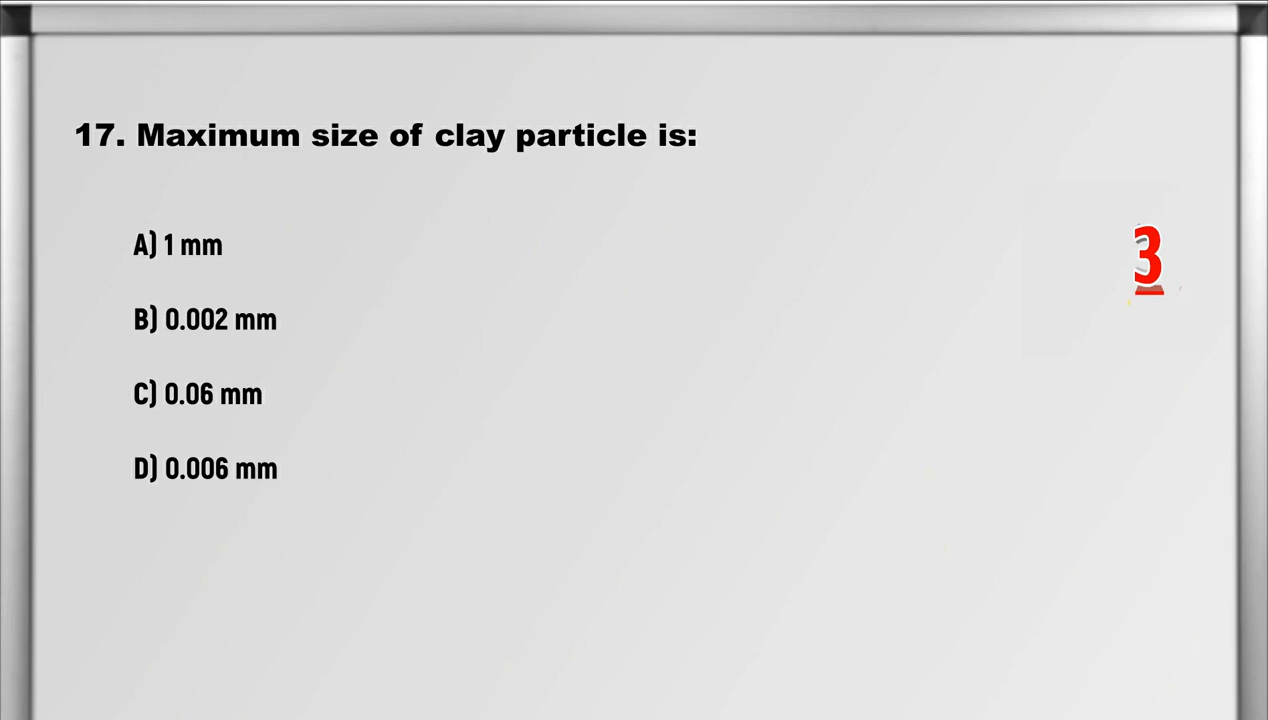 17. Maximum size of clay particle is:
A) 1 mm
3
B) 0.002 mm
C) 0.06 mm
D) 0.006 mm